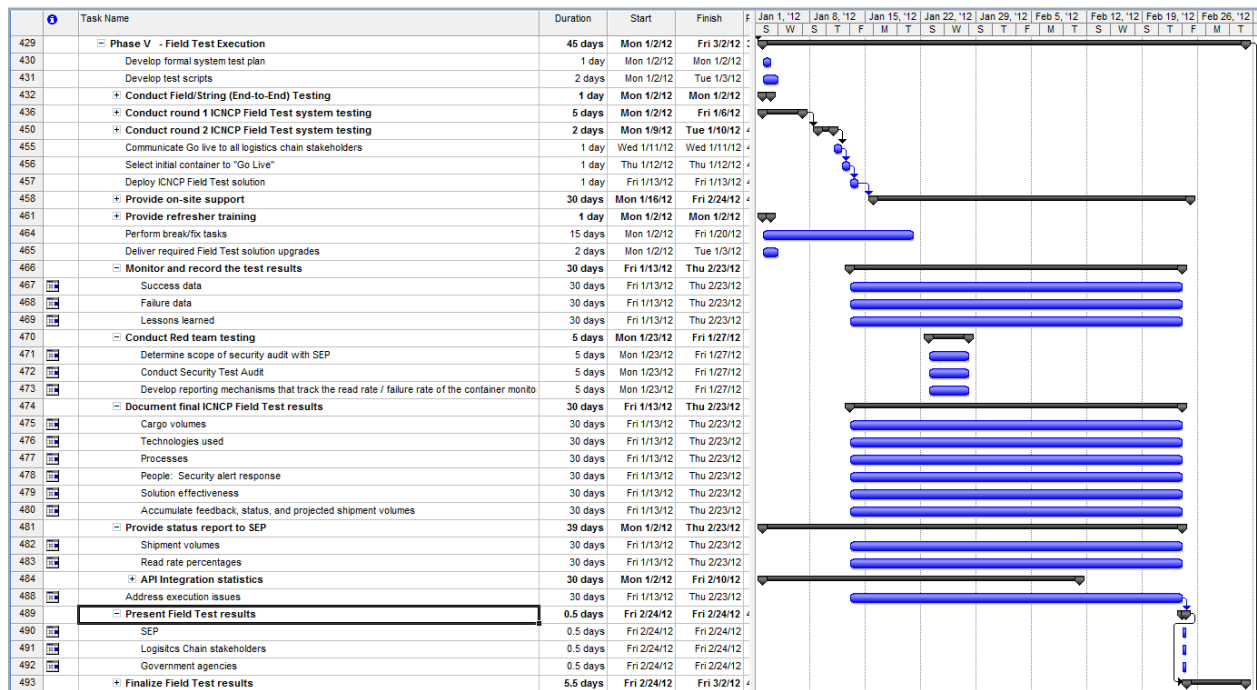 Task Name Duration Start Finish F Jan 1, '12 Jan 8, '12 Jan 15, '12 Jan 22, '12 Jan 29, '12 Feb 5, '12 Feb 12, '12 Feb 19, '12 Feb 26, '12
S W S T F M T S W S T F M T S W S T F M T
429 Phase V - Field Test Execution 45 days Mon 1/2/12 Fri 3/2/12
430 Develop formal system test plan 1 day Mon 1/2/12 Mon 1/2/12
431 Develop test scripts 2 days Mon 1/2/12 Tue 1/3/12
432 Conduct Field/String (End-to-End) Testing 1 day Mon 1/2/12 Mon 1/2/12
436 Conduct round 1 ICNCP Field Test system testing 5 days Mon 1/2/12 Fri 1/6/12
450 Conduct round 2 ICNCP Field Test system testing 2 days Mon 1/9/12 Tue 1/10/12
455 Communicate Go live to all logistics chain stakeholders 1 day Wed 1/11/12 Wed 1/11/12
456 Select initial container to "Go Live" 1 day Thu 1/12/12 Thu 1/12/12
457 Deploy ICNCP Field Test solution 1 day Fri 1/13/12 Fri 1/13/12
458 Provide on-site support 30 days Mon 1/16/12 Fri 2/24/12
461 Provide refresher training 1 day Mon 1/2/12 Mon 1/2/12
464 Perform break/fix tasks 15 days Mon 1/2/12 Fri 1/20/12
465 Deliver required Field Test solution upgrades 2 days Mon 1/2/12 Tue 1/3/12
466 Monitor and record the test results 30 days Fri 1/13/12 Thu 2/23/12
467 Success data 30 days Fri 1/13/12 Thu 2/23/12
468 Failure data 30 days Fri 1/13/12 Thu 2/23/12
469 Lessons learned 30 days Fri 1/13/12 Thu 2/23/12
470 Conduct Red team testing 5 days Mon 1/23/12 Fri 1/27/12
471 Determine scope of security audit with SEP 5 days Mon 1/23/12 Fri 1/27/12
472 Conduct Security Test Audit 5 days Mon 1/23/12 Fri 1/27/12
473 Develop reporting mechanisms that track the read rate / failure rate of the container monito 5 days Mon 1/23/12 Fri 1/27/12
474 Document final ICNCP Field Test results 30 days Fri 1/13/12 Thu 2/23/12
475 Cargo volumes 30 days Fri 1/13/12 Thu 2/23/12
476 Technologies used 30 days Fri 1/13/12 Thu 2/23/12
477 Processes 30 days Fri 1/13/12 Thu 2/23/12
478 People: Security alert response 30 days Fri 1/13/12 Thu 2/23/12
479 Solution effectiveness 30 days Fri 1/13/12 Thu 2/23/12
480 Accumulate feedback, status, and projected shipment volumes 30 days Fri 1/13/12 Thu 2/23/12
481 Provide status report to SEP 39 days Mon 1/2/12 Thu 2/23/12
482 Shipment volumes 30 days Fri 1/13/12 Thu 2/23/12
483 Read rate percentages 30 days Fri 1/13/12 Thu 2/23/12
484 API Integration statistics 30 days Mon 1/2/12 Fri 2/10/12
488 Address execution issues 30 days Fri 1/13/12 Thu 2/23/12
489 Present Field Test results 0.5 days Fri 2/24/12 Fri 2/24/12
490 SEP 0.5 days Fri 2/24/12 Fri 2/24/12
491 Logisitcs Chain stakeholders 0.5 days Fri 2/24/12 Fri 2/24/12
492 Government agencies 0.5 days Fri 2/24/12 Fri 2/24/12
493 Finalize Field Test results 5.5 days Fri 2/24/12 Fri 3/2/12